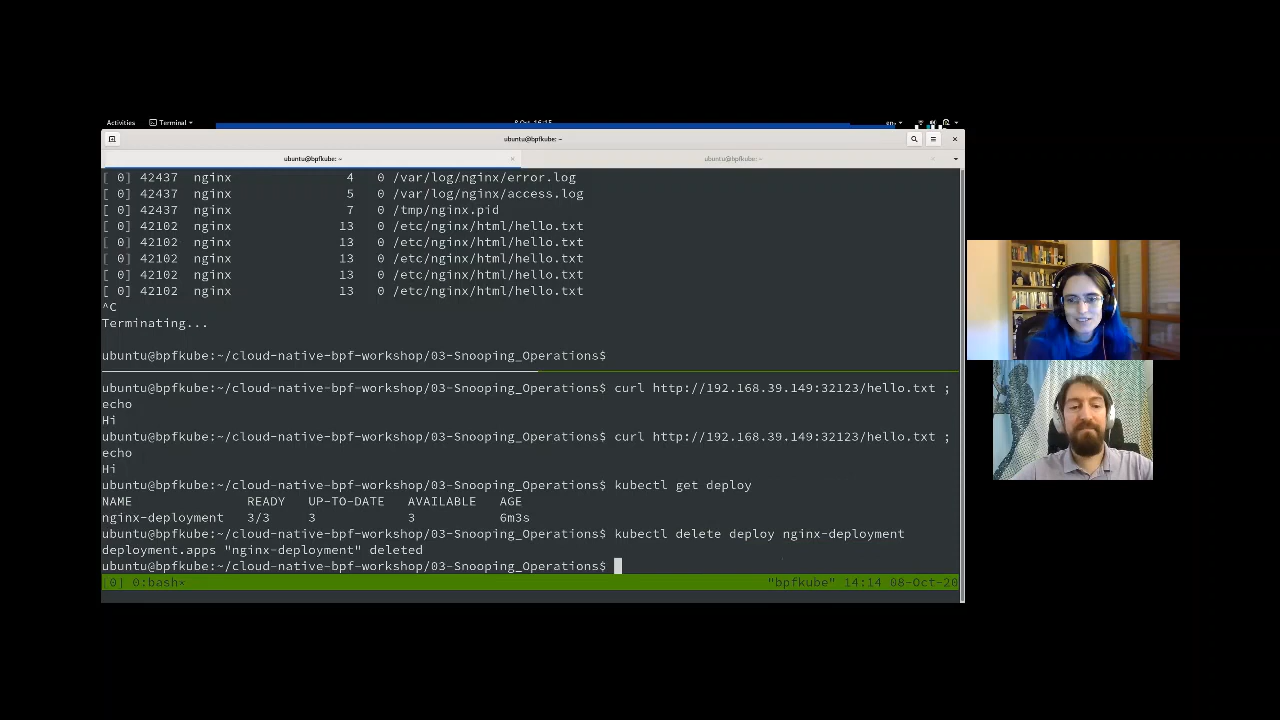 Activities Terminal
ubuntu@bpfkube: ~
ubuntu@bpfkube: ~ ubuntu@bpfkube: ~
[ 0] 42437 nginx 4 0 /var/log/nginx/error.log
[ 0] 42437 nginx 5 0 /var/log/nginx/access.log
[ 0] 42437 nginx 7 0 /tmp/nginx.pid
[ 0] 42102 nginx 13 0 /etc/nginx/html/hello.txt
[ 0] 42102 nginx 13 0 /etc/nginx/html/hello.txt
[ 0] 42102 nginx 13 0 /etc/nginx/html/hello.txt
[ 0] 42102 nginx 13 0 /etc/nginx/html/hello.txt
[ 0] 42102 nginx 13 0 /etc/nginx/html/hello.txt
^C
Terminating...
ubuntu@bpfkube:~/cloud-native-bpf-workshop/03-Snooping_Operations$
ubuntu@bpfkube:~/cloud-native-bpf-workshop/03-Snooping_Operations$ curl http://192.168.39.149:32123/hello.txt ;
echo
Hi
ubuntu@bpfkube:~/cloud-native-bpf-workshop/03-Snooping_Operations$ curl http://192.168.39.149:32123/hello.txt ;
echo
Hi
ubuntu@bpfkube:~/cloud-native-bpf-workshop/03-Snooping_Operations$ kubectl get deploy
NAME READY UP-TO-DATE AVAILABLE AGE
nginx-deployment 3/3 3 3 6m3s
ubuntu@bpfkube:~/cloud-native-bpf-workshop/03-Snooping_Operations$ kubectl delete deploy nginx-deployment
deployment.apps "nginx-deployment" deleted
ubuntu@bpfkube:~/cloud-native-bpf-workshop/03-Snooping_Operations$
[0] 0:bash* "bpfkube" 14:14 08-Oct-20